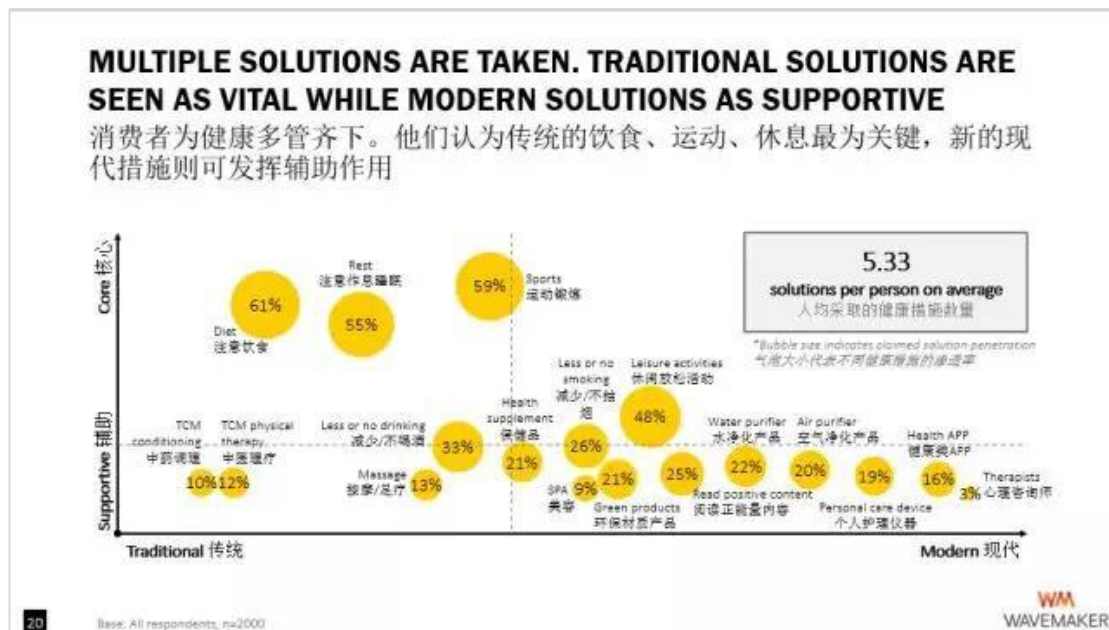 MULTIPLE SOLUTIONS ARE TAKEN. TRADITIONAL SOLUTIONS ARE
SEEN AS VITAL WHILE MODERN SOLUTIONS AS SUPPORTIVE
消费者为健康多管齐下。他们认为传统的饮食、运动、休息最为关键，新的现
代措施则可发挥辅助作用
Core 核心
Supportive 辅助
5.33
solutions per person on average
人均采取的健康措施数量
*Bubble size indicates claimed solution penetration
气泡大小代表不同健康措施的渗透率
61%
Diet
注意饮食
Rest
注意作息睡眠
55%
59%
Sports
运动锻炼
TCM
conditioning
中药调理
10%
TCM physical
therapy
中医理疗
12%
Less or no drinking
减少/不喝酒
33%
Massage
按摩/足疗
13%
Health
supplement
保健品
21%
Less or no
smoking
减少/不抽
烟
26%
Leisure activities
休闲放松活动
48%
SPA
美容
9%
21%
Green products
环保材质产品
25%
Read positive content
阅读正能量内容
Water purifier
水净化产品
22%
Air purifier
空气净化产品
20%
19%
Personal care device
个人护理仪器
Health APP
健康类APP
16%
3%
Therapists
心理咨询师
Traditional 传统
Modern 现代
20
Base: All respondents, n=2000
WM
WAVEMAKER